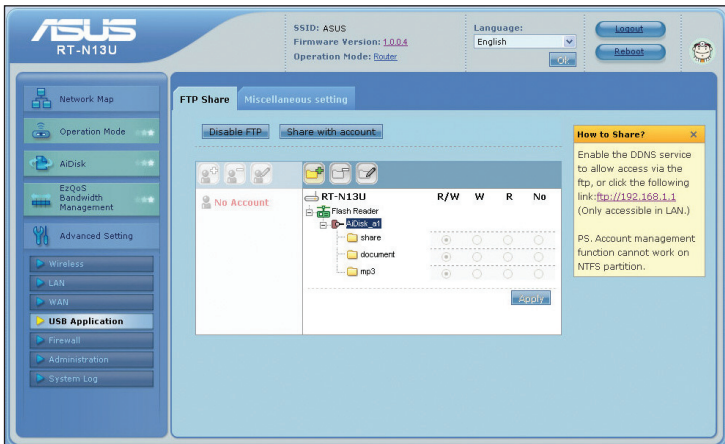 ASUS
RT-N13U
SSID: ASUS
Firmware Version: 1.0.0.4
Operation Mode: Router
Language:
English
OK
Logout
Reboot
Network Map
Operation Mode
AiDisk
EzQoS
Bandwidth
Management
Advanced Setting
Wireless
LAN
WAN
USB Application
Firewall
Administration
System Log
FTP Share
Miscellaneous setting
Disable FTP
Share with account
No Account
RT-N13U R/W W R No
Flash Reader
AiDisk_a1
share
document
mp3
Apply
How to Share? X
Enable the DDNS service
to allow access via the
ftp, or click the following
link:ftp://192.168.1.1
(Only accessible in LAN.)
PS. Account management
function cannot work on
NTFS partition.